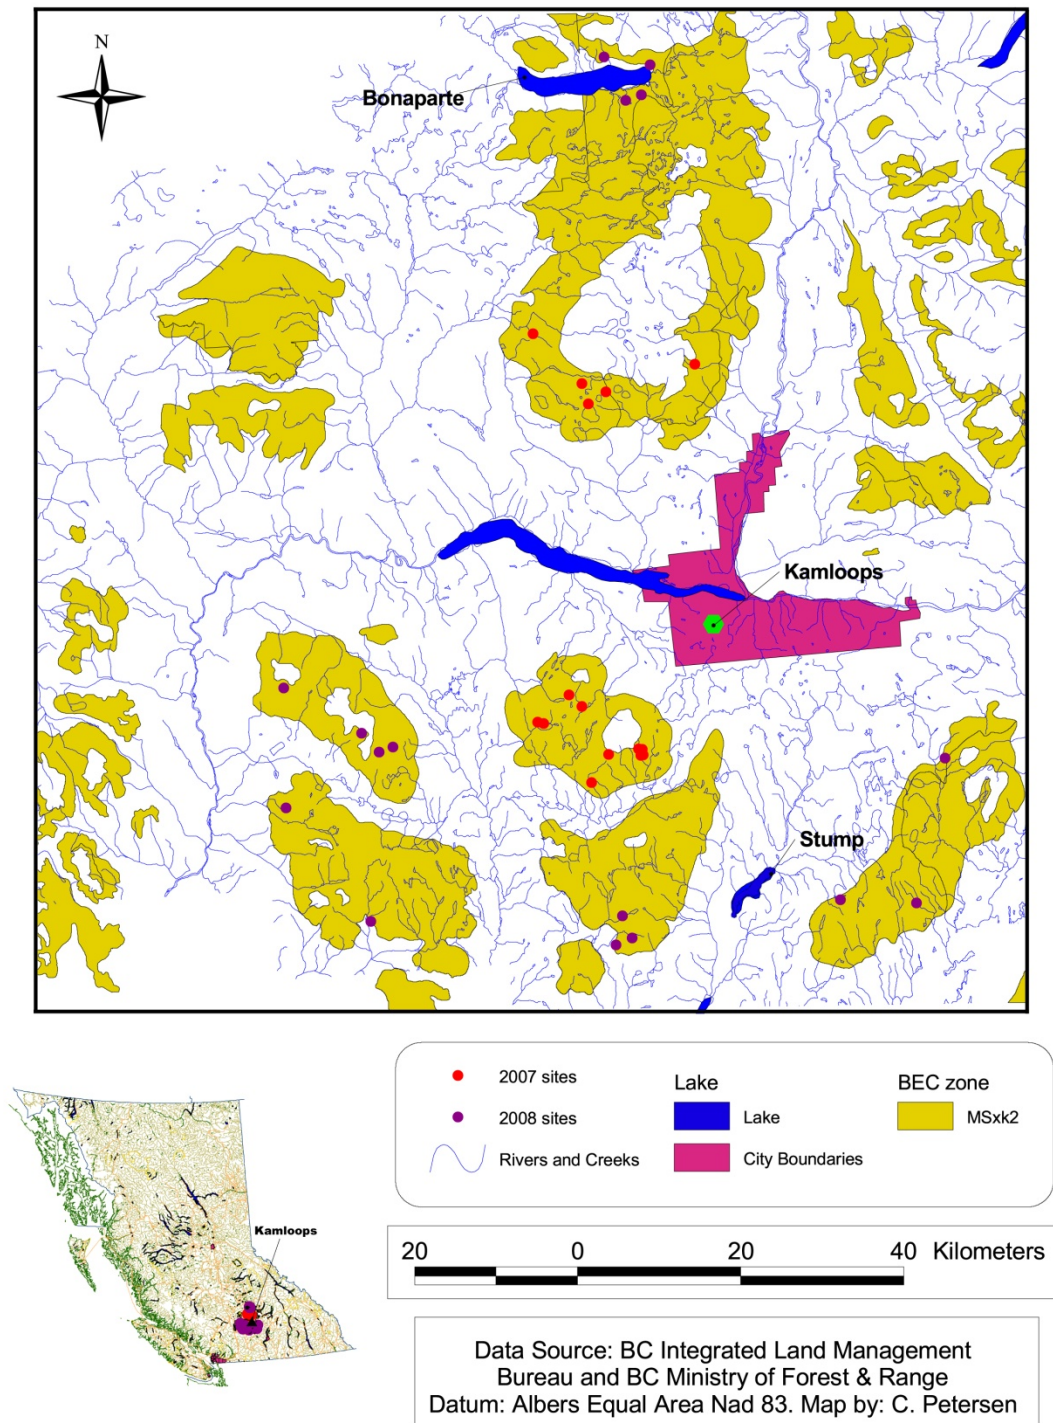 N
Bonaparte
Kamloops
Stump
2007 sites
2008 sites
Rivers and Creeks
Lake
Lake
City Boundaries
BEC zone
MSxk2
Kamloops
20 0 20 40 Kilometers
Data Source: BC Integrated Land Management
Bureau and BC Ministry of Forest & Range
Datum: Albers Equal Area Nad 83. Map by: C. Petersen